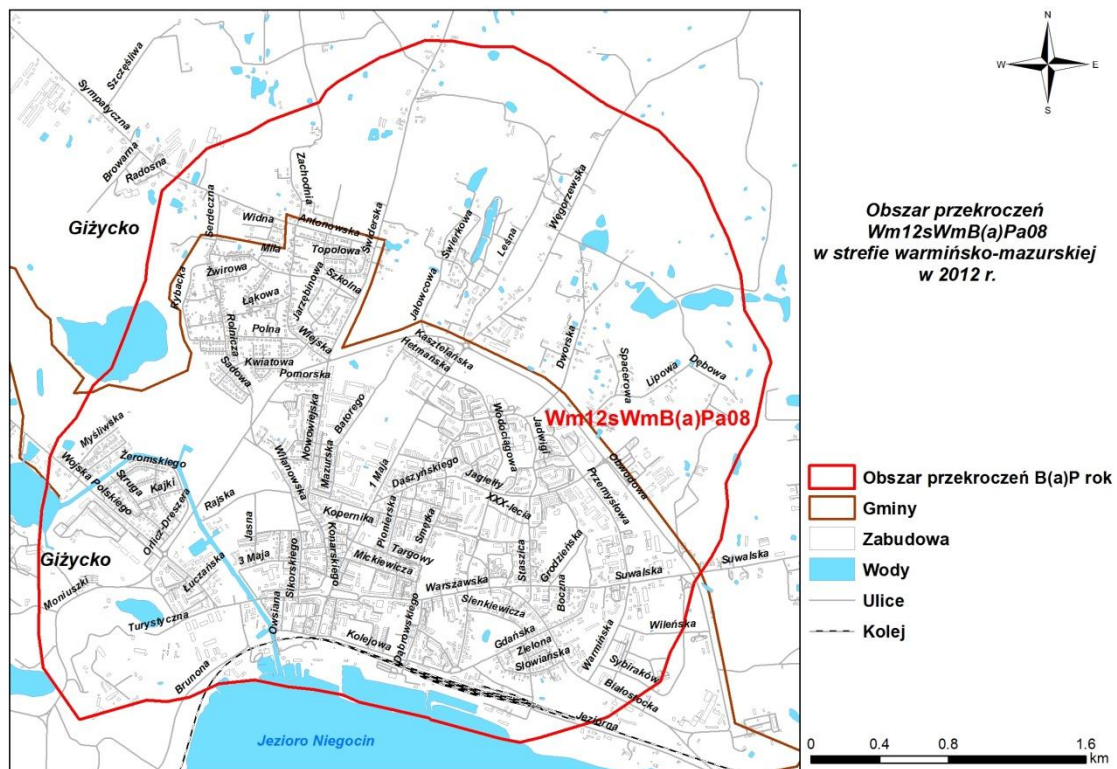 N
W
E
S
Szczęśliwa
Sympatyczna
Browarna
Radosna
Zachodnia
Serdeczna
Widna
Antonowska
Świderska
Giżycko
Miła
Topolowa
Węgorzewska
Świerkowa
Leśna
Rybacka
Żwirowa
Szkolna
Łąkowa
Jarzębinowa
Jałowcowa
Rolnicza
Polna
Wiejska
Kwiatowa
Pomorska
Sadowa
Kasztelańska
Hetmańska
Dworska
Spacerowa
Lipowa
Dębowa
Wm12sWmB(a)Pa08
Myśliwska
Żeromskiego
Wojska Polskiego
Struga
Kajki
Orlicz-Dreszera
Rajska
Wilanowska
Nowowiejska
Mazurska
Batorego
1 Maja
Daszyńskiego
Wodociągowa
Jadwigi
Jagiełły
XXX-lecia
Przemysłowa
Obwodowa
Kopernika
Pionierska
Smętka
Targowy
Mickiewicza
Konarskiego
Jasna
3 Maja
Sikorskiego
Giżycko
Łuczańska
Moniuszki
Turystyczna
Owsiana
Warszawska
Staszica
Grodzieńska
Boczna
Suwalska
Suwalska
Sienkiewicza
Wileńska
Gdańska
Zielona
Słowiańska
Warmińska
Sybiraków
Białostocka
Kolejowa
Dąbrowskiego
Brunona
Jeziorna
Jezioro Niegocin
Obszar przekroczeń
Wm12sWmB(a)Pa08
w strefie warmińsko-mazurskiej
w 2012 r.
Obszar przekroczeń B(a)P rok
Gminy
Zabudowa
Wody
Ulice
Kolej
0 0.4 0.8 1.6
km